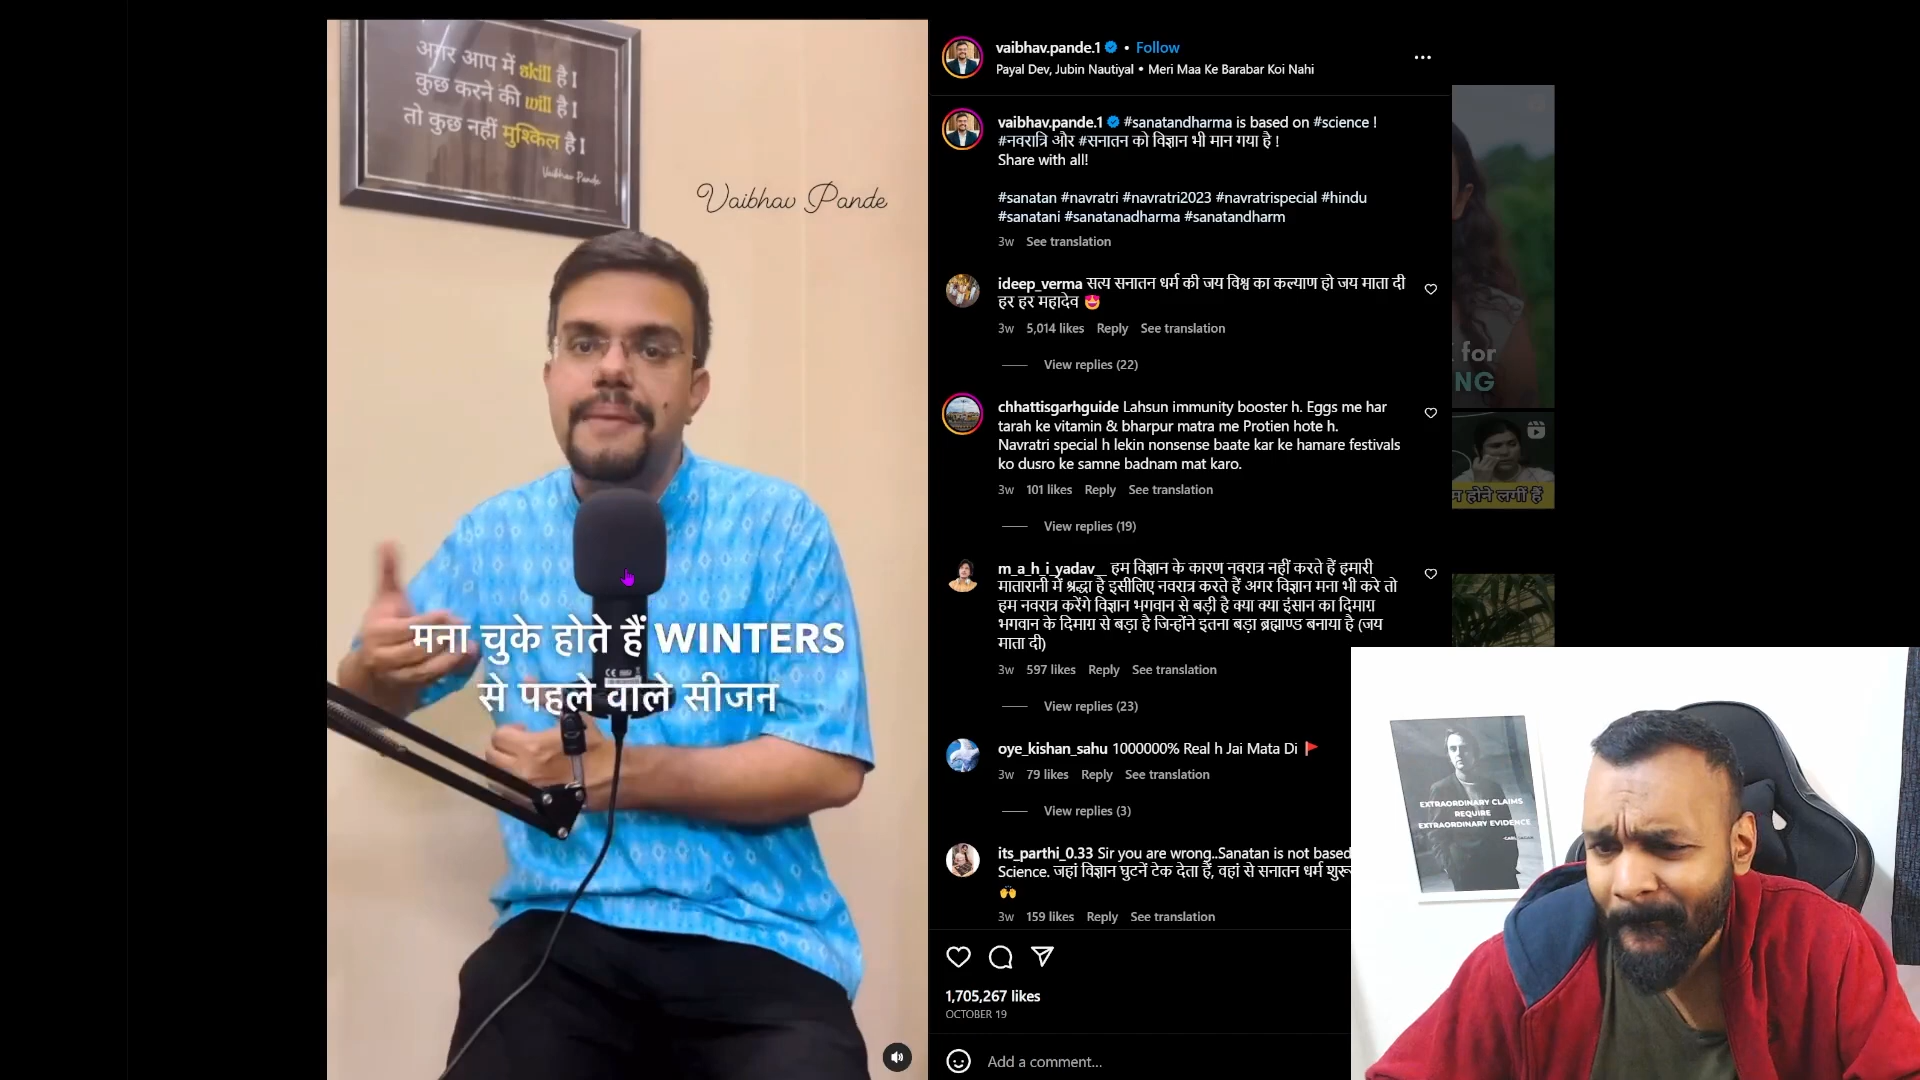 अगर आप में skill है I
कुछ करने की will है I
तो कुछ नहीं मुश्किल है I
Vaibhav Pande
Vaibhav Pande
मना चुके होते हैं WINTERS
से पहले वाले सीजन
vaibhav.pande.1 • Follow
Payal Dev, Jubin Nautiyal • Meri Maa Ke Barabar Koi Nahi
vaibhav.pande.1 #sanatandharma is based on #science !
#नवरात्रि और #सनातन को विज्ञान भी मान गया है !
Share with all!
#sanatan #navratri #navratri2023 #navratrispecial #hindu
#sanatani #sanatanadharma #sanatandharm
3w See translation
ideep_verma सत्य सनातन धर्म की जय विश्व का कल्याण हो जय माता दी
हर हर महादेव 😍
3w 5,014 likes Reply See translation
View replies (22)
chhattisgarhguide Lahsun immunity booster h. Eggs me har
tarah ke vitamin & bharpur matra me Protien hote h.
Navratri special h lekin nonsense baate kar ke hamare festivals
ko dusro ke samne badnam mat karo.
3w 101 likes Reply See translation
View replies (19)
m_a_h_i_yadav__ हम विज्ञान के कारण नवरात्र नहीं करते हैं हमारी
मातारानी में श्रद्धा है इसीलिए नवरात्र करते हैं अगर विज्ञान मना भी करे तो
हम नवरात्र करेंगे विज्ञान भगवान से बड़ी है क्या क्या इंसान का दिमाग़
भगवान के दिमाग़ से बड़ा है जिन्होंने इतना बड़ा ब्रह्माण्ड बनाया है (जय
माता दी)
3w 597 likes Reply See translation
View replies (23)
oye_kishan_sahu 1000000% Real h Jai Mata Di 🚩
3w 79 likes Reply See translation
View replies (3)
its_parthi_0.33 Sir you are wrong..Sanatan is not based
Science. जहां विज्ञान घुटनें टेक देता हैं, वहां से सनातन धर्म
🙌
3w 159 likes Reply See translation
1,705,267 likes
OCTOBER 19
Add a comment...
for
NG
होने लगीं हैं
EXTRAORDINARY CLAIMS
REQUIRE
EXTRAORDINARY EVIDENCE